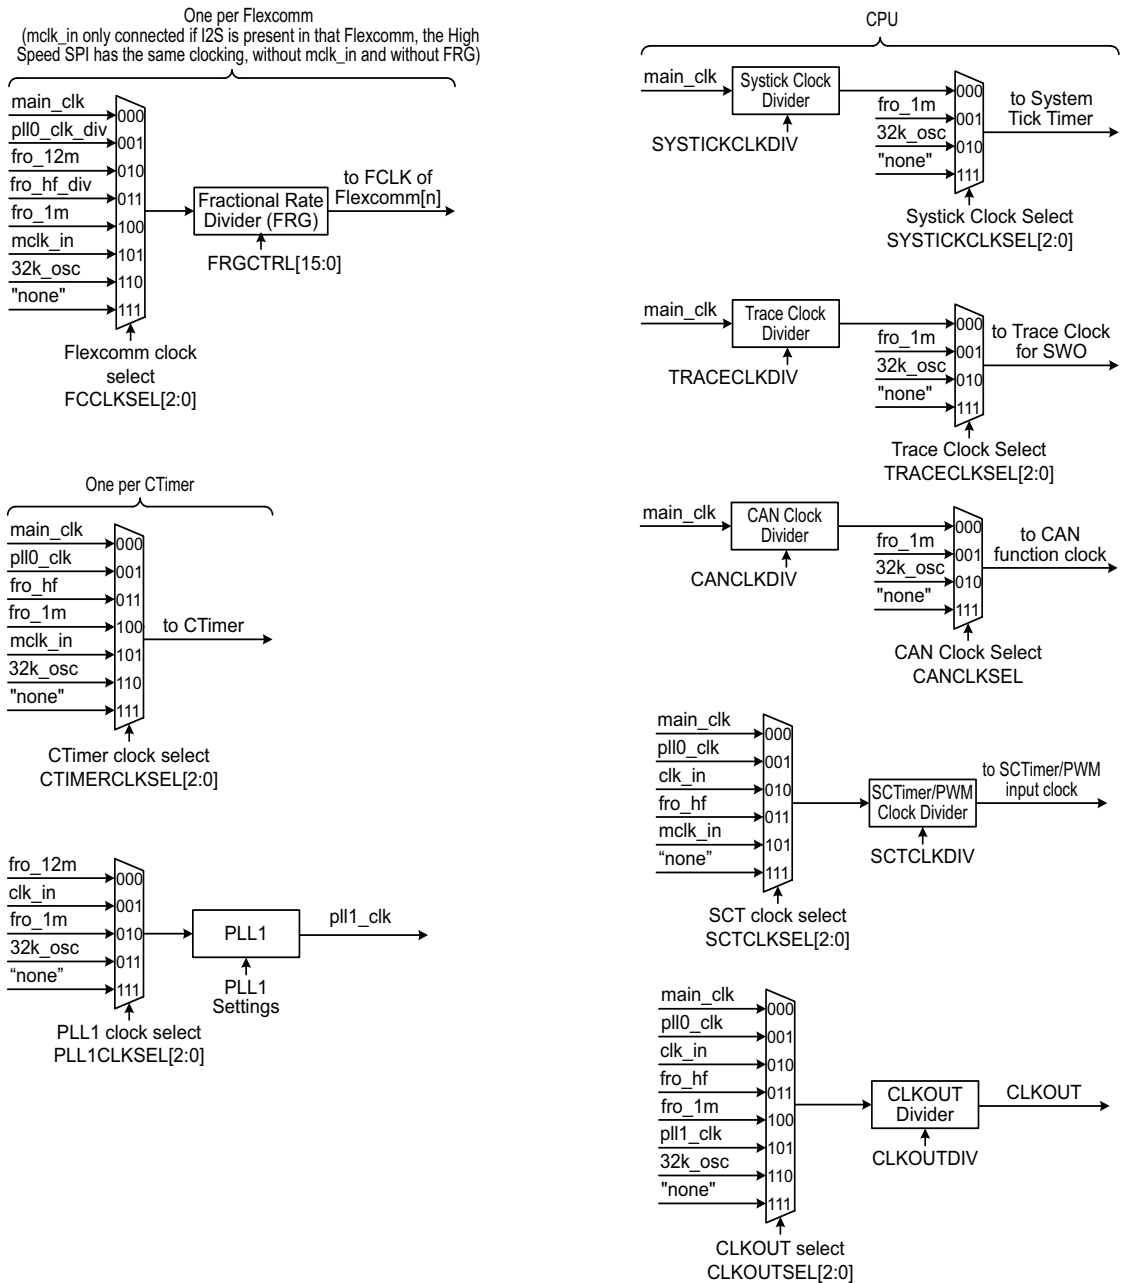 One per Flexcomm
(mclk_in only connected if I2S is present in that Flexcomm, the High
Speed SPI has the same clocking, without mclk_in and without FRG)
main_clk
000
pll0_clk_div
001
fro_12m
010
fro_hf_div
011
fro_1m
100
mclk_in
101
32k_osc
110
"none"
111
Fractional Rate
Divider (FRG)
to FCLK of
Flexcomm[n]
FRGCTRL[15:0]
Flexcomm clock
select
FCCLKSEL[2:0]
One per CTimer
main_clk
000
pll0_clk
001
fro_hf
011
fro_1m
100
mclk_in
101
32k_osc
110
"none"
111
to CTimer
CTimer clock select
CTIMERCLKSEL[2:0]
fro_12m
000
clk_in
001
fro_1m
010
32k_osc
011
“none”
111
PLL1
pll1_clk
PLL1
Settings
PLL1 clock select
PLL1CLKSEL[2:0]
CPU
main_clk
Systick Clock
Divider
SYSTICKCLKDIV
000
fro_1m
001
32k_osc
010
"none"
111
to System
Tick Timer
Systick Clock Select
SYSTICKCLKSEL[2:0]
main_clk
Trace Clock
Divider
TRACECLKDIV
000
fro_1m
001
32k_osc
010
"none"
111
to Trace Clock
for SWO
Trace Clock Select
TRACECLKSEL[2:0]
main_clk
CAN Clock
Divider
CANCLKDIV
000
fro_1m
001
32k_osc
010
"none"
111
to CAN
function clock
CAN Clock Select
CANCLKSEL
main_clk
000
pll0_clk
001
clk_in
010
fro_hf
011
mclk_in
101
“none”
111
SCTimer/PWM
Clock Divider
to SCTimer/PWM
input clock
SCTCLKDIV
SCT clock select
SCTCLKSEL[2:0]
main_clk
000
pll0_clk
001
clk_in
010
fro_hf
011
fro_1m
100
pll1_clk
101
32k_osc
110
"none"
111
CLKOUT
Divider
CLKOUT
CLKOUTDIV
CLKOUT select
CLKOUTSEL[2:0]